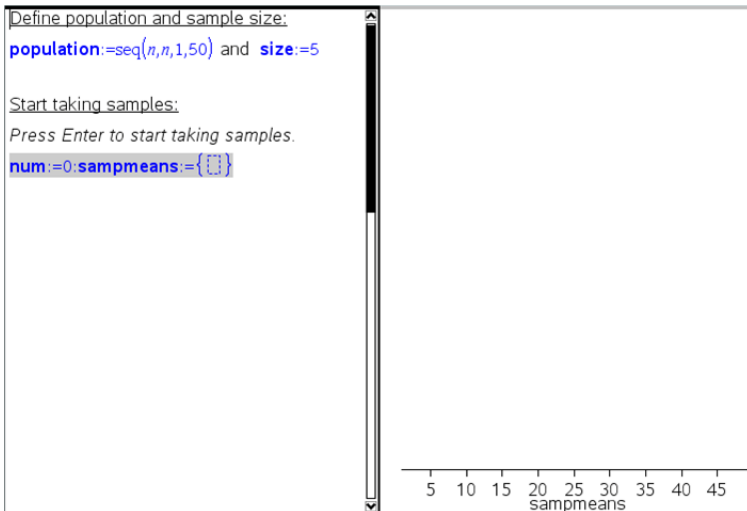 Define population and sample size:
population:=seq(n,n,1,50) and size:=5
Start taking samples:
Press Enter to start taking samples.
num:=0:sampmeans:={}
5 10 15 20 25 30 35 40 45
sampmeans